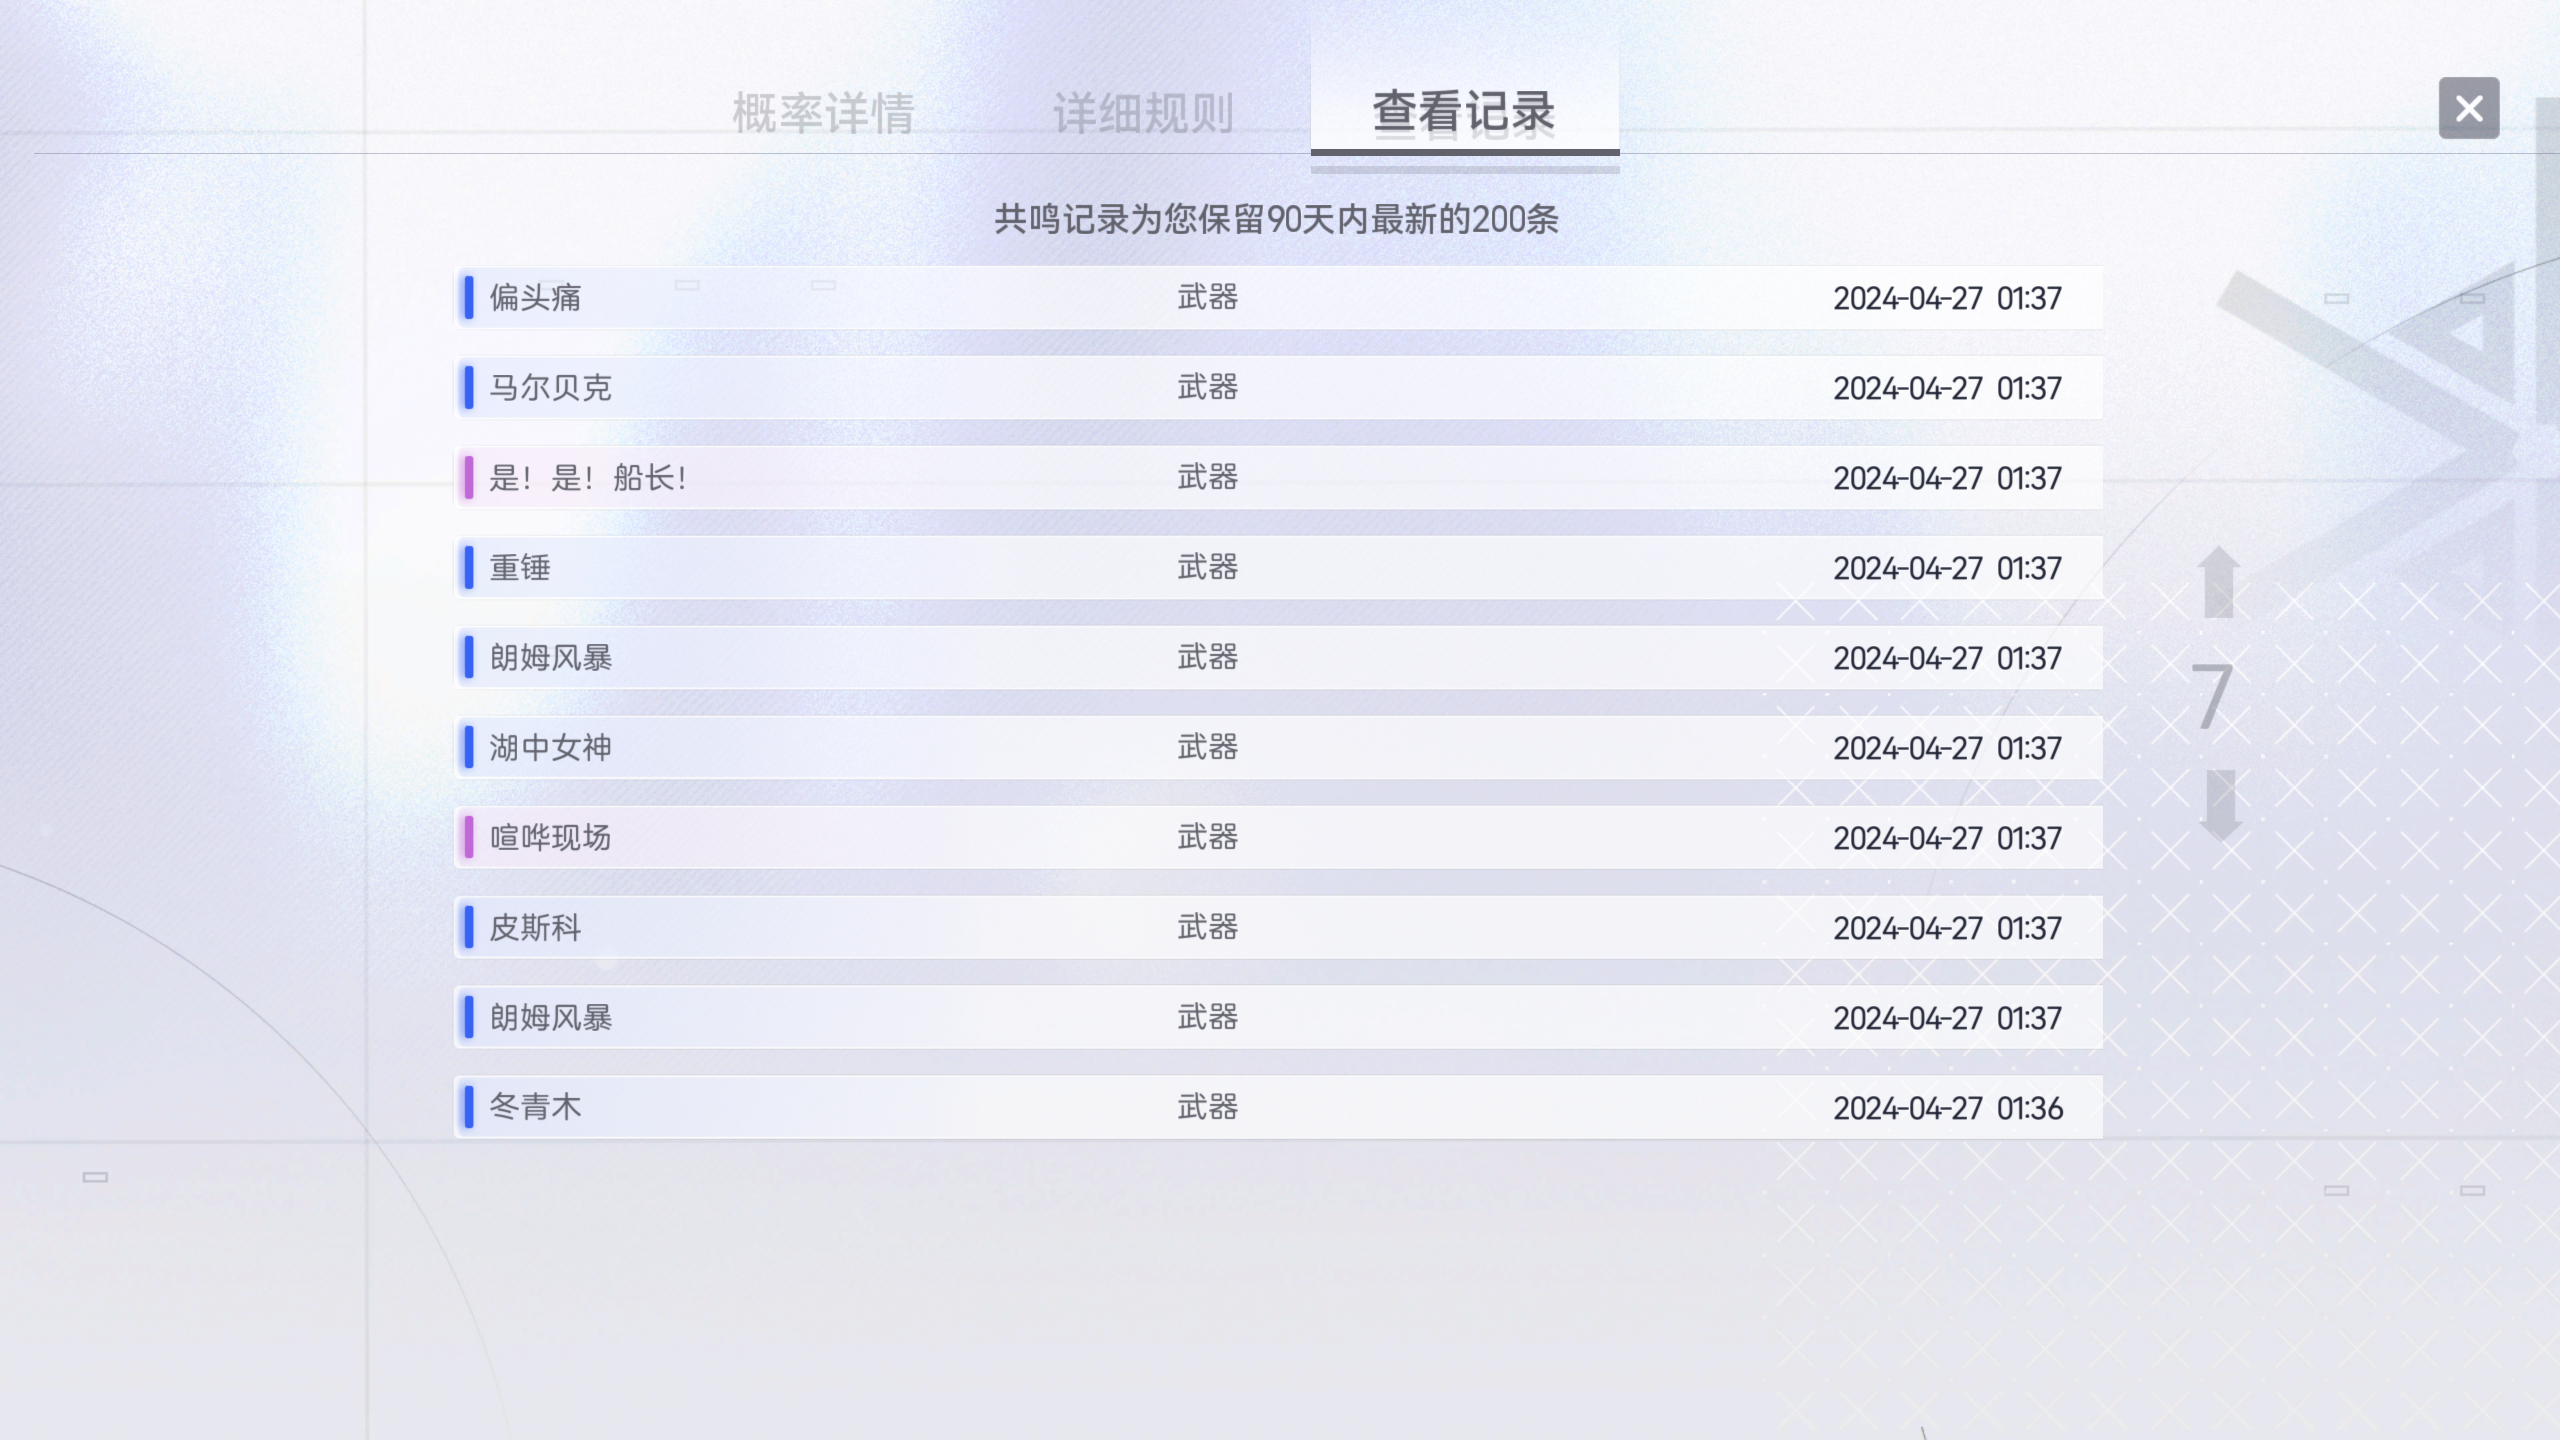 概率详情 详细规则 查看记录
共鸣记录为您保留90天内最新的200条
偏头痛 武器 2024-04-27 01:37
马尔贝克 武器 2024-04-27 01:37
是！是！船长！ 武器 2024-04-27 01:37
重锤 武器 2024-04-27 01:37
朗姆风暴 武器 2024-04-27 01:37
湖中女神 武器 2024-04-27 01:37
7
喧哗现场 武器 2024-04-27 01:37
皮斯科 武器 2024-04-27 01:37
朗姆风暴 武器 2024-04-27 01:37
冬青木 武器 2024-04-27 01:36